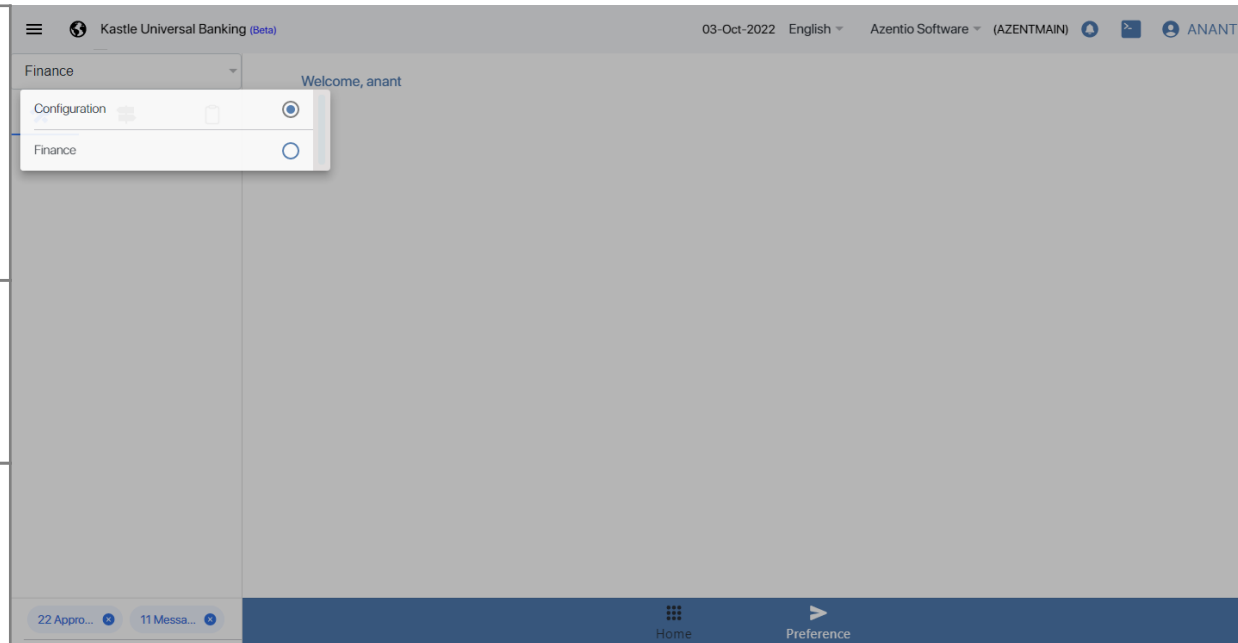 Kastle Universal Banking (Beta)
03-Oct-2022 English Azentio Software (AZENTMAIN) ANANT
Finance
Welcome, anant
Configuration
Finance
22 Appro... 11 Messa...
Home Preference